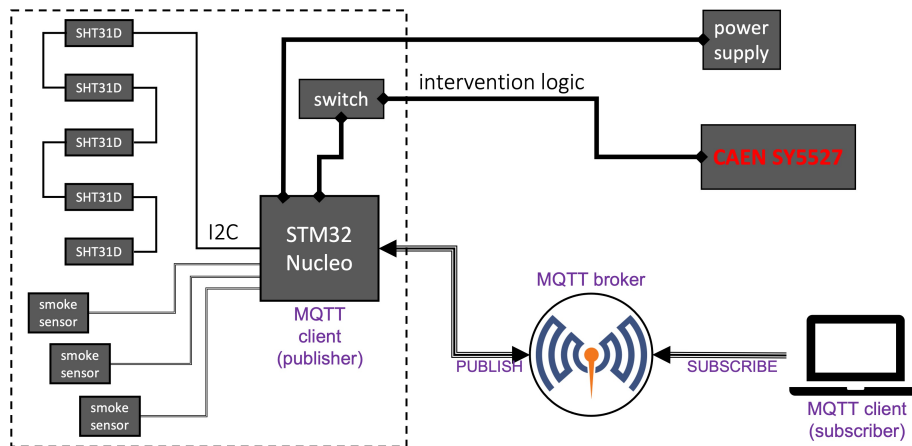 SHT31D
power
supply
SHT31D
intervention logic
switch
SHT31D
CAEN SY5527
SHT31D
I2C
STM32
Nucleo
SHT31D
MQTT broker
smoke
sensor
MQTT
client
(publisher)
smoke
sensor
PUBLISH
SUBSCRIBE
smoke
sensor
MQTT client
(subscriber)